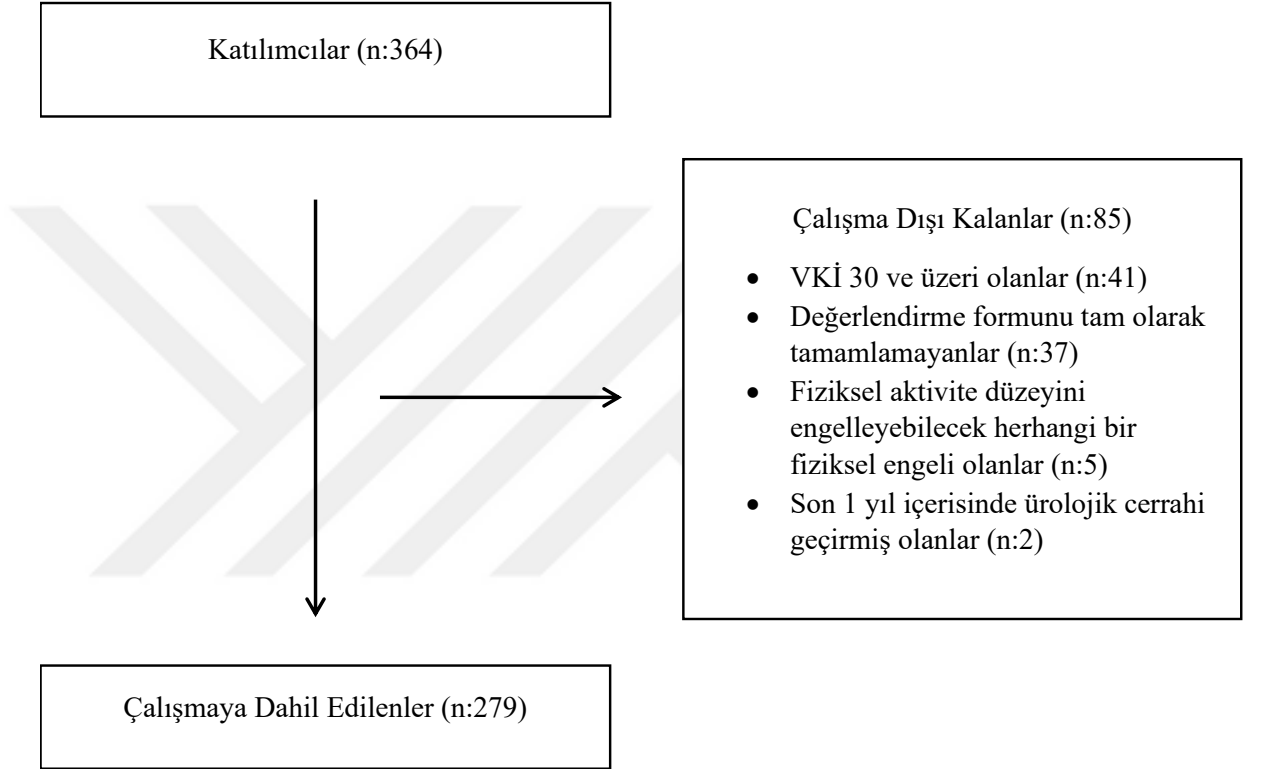 Katılımcılar (n:364)
Çalışma Dışı Kalanlar (n:85)
• VKİ 30 ve üzeri olanlar (n:41)
• Değerlendirme formunu tam olarak
tamamlamayanlar (n:37)
• Fiziksel aktivite düzeyini
engelleyebilecek herhangi bir
fiziksel engeli olanlar (n:5)
• Son 1 yıl içerisinde ürolojik cerrahi
geçirmiş olanlar (n:2)
Çalışmaya Dahil Edilenler (n:279)